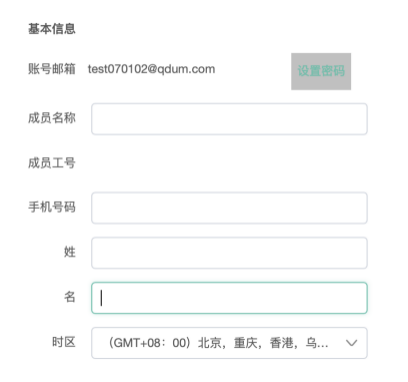 基本信息
账号邮箱 test070102@qdum.com 设置密码
成员名称
成员工号
手机号码
姓
名
时区 （GMT+08：00）北京，重庆，香港，乌...